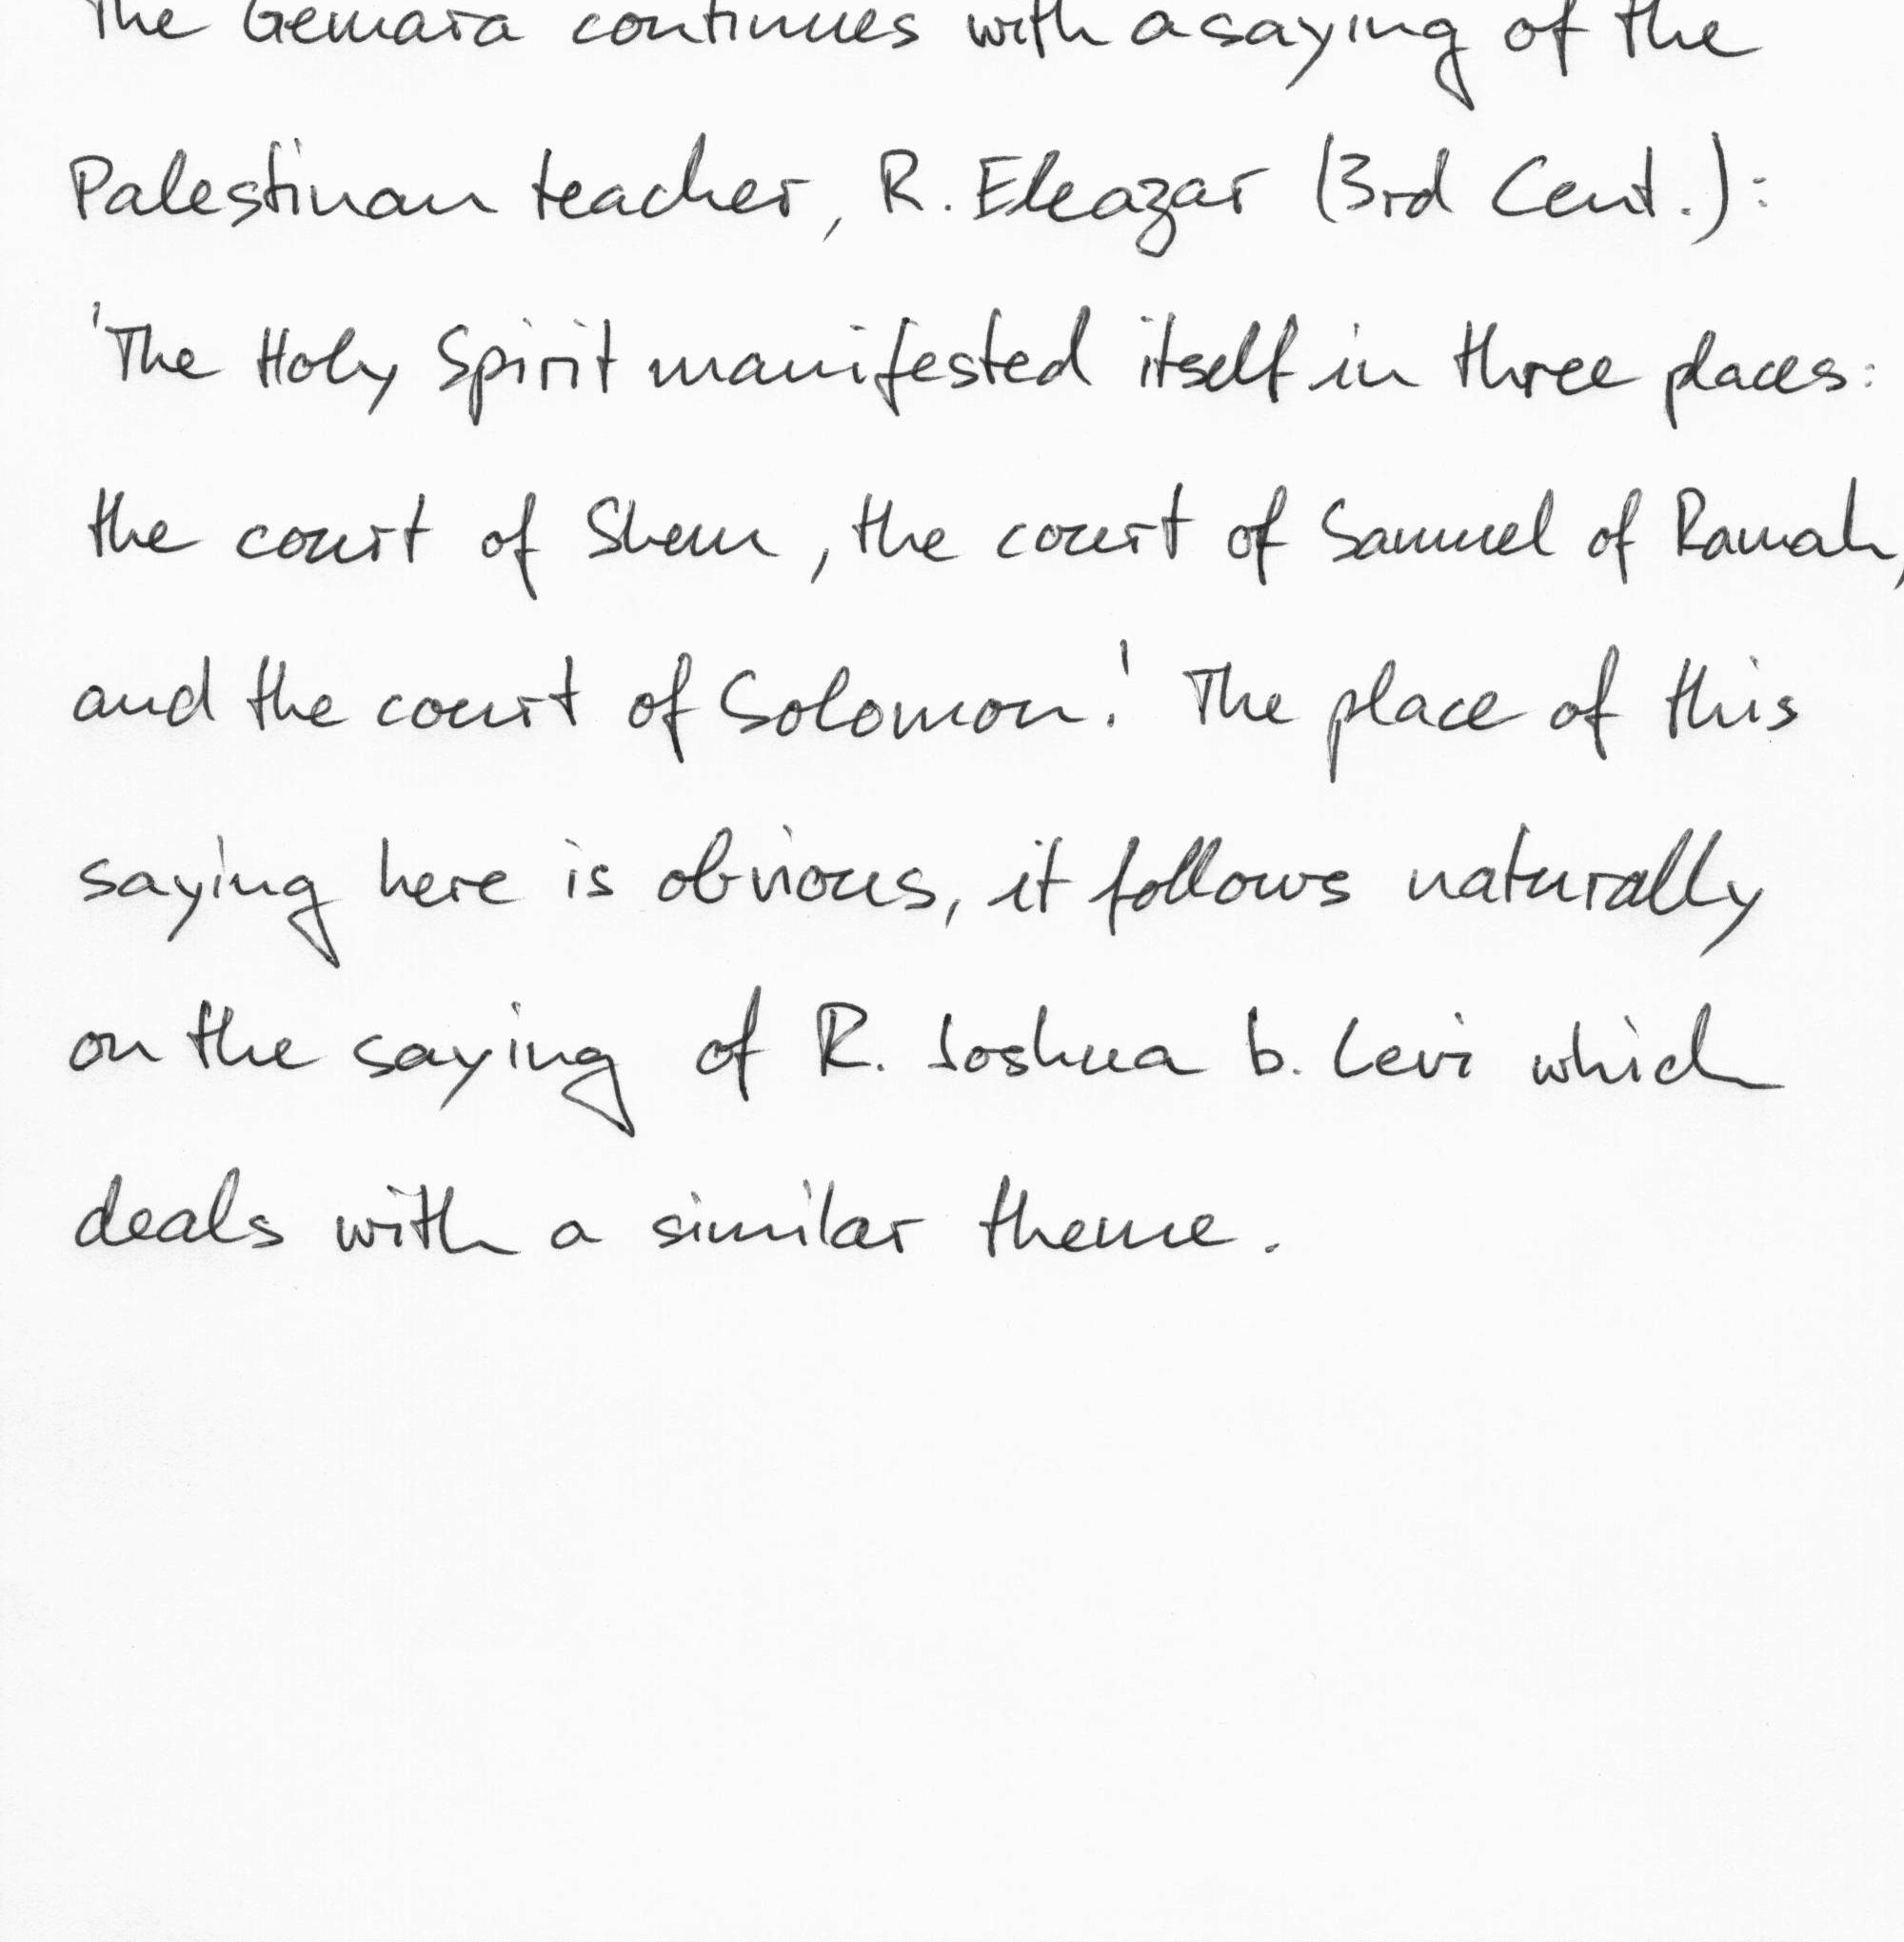 The Gemara continues with a saying of the
Palestinan teacher, R. Eleazar (3rd Cent.):
'The Holy Spirit manifested itself in three places:
the court of Shem, the court of Samuel of Ramah,
and the court of Solomon.' The place of this
saying here is obvious, it follows naturally
on the saying of R. Joshua b. Levi which
deals with a similar theme.